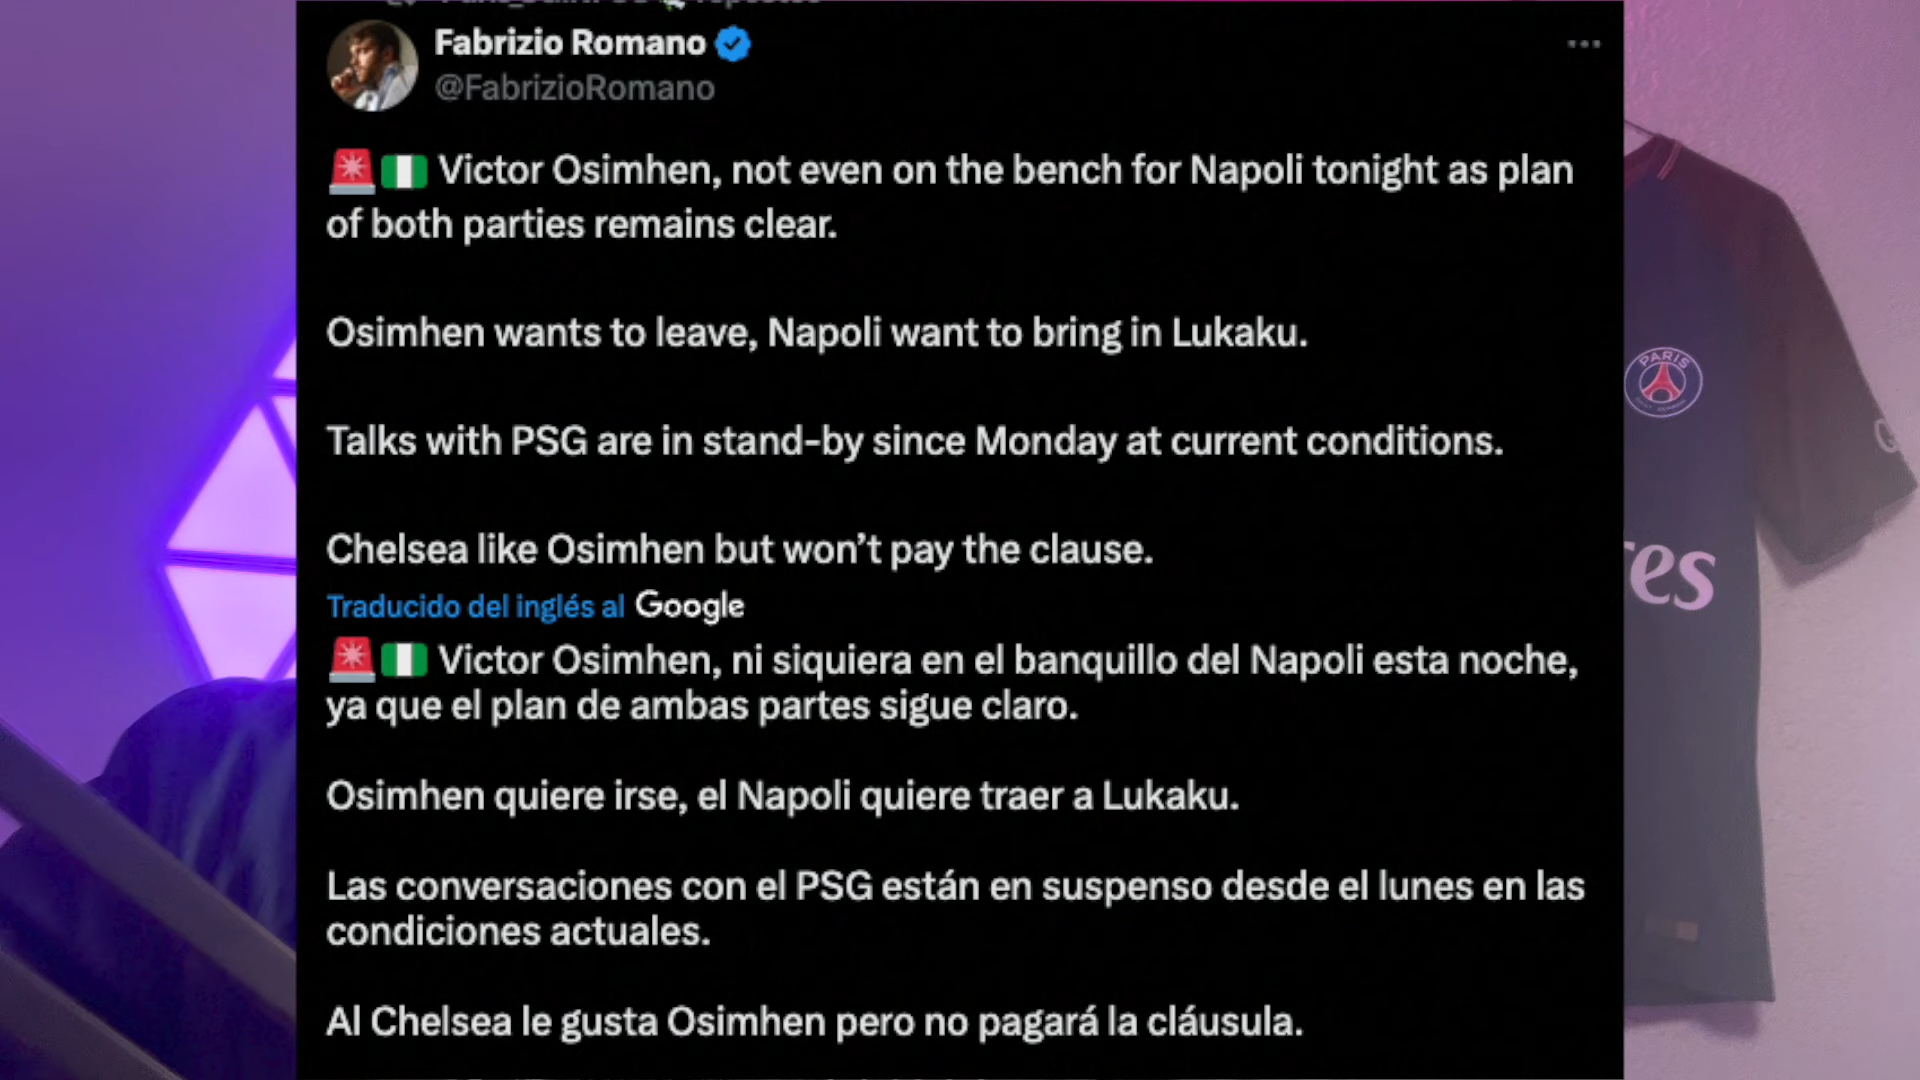 Fabrizio Romano
@FabrizioRomano
Victor Osimhen, not even on the bench for Napoli tonight as plan
of both parties remains clear.
Osimhen wants to leave, Napoli want to bring in Lukaku.
Talks with PSG are in stand-by since Monday at current conditions.
Chelsea like Osimhen but won’t pay the clause.
Traducido del inglés al Google
Victor Osimhen, ni siquiera en el banquillo del Napoli esta noche,
ya que el plan de ambas partes sigue claro.
Osimhen quiere irse, el Napoli quiere traer a Lukaku.
Las conversaciones con el PSG están en suspenso desde el lunes en las
condiciones actuales.
Al Chelsea le gusta Osimhen pero no pagará la cláusula.
PARIS